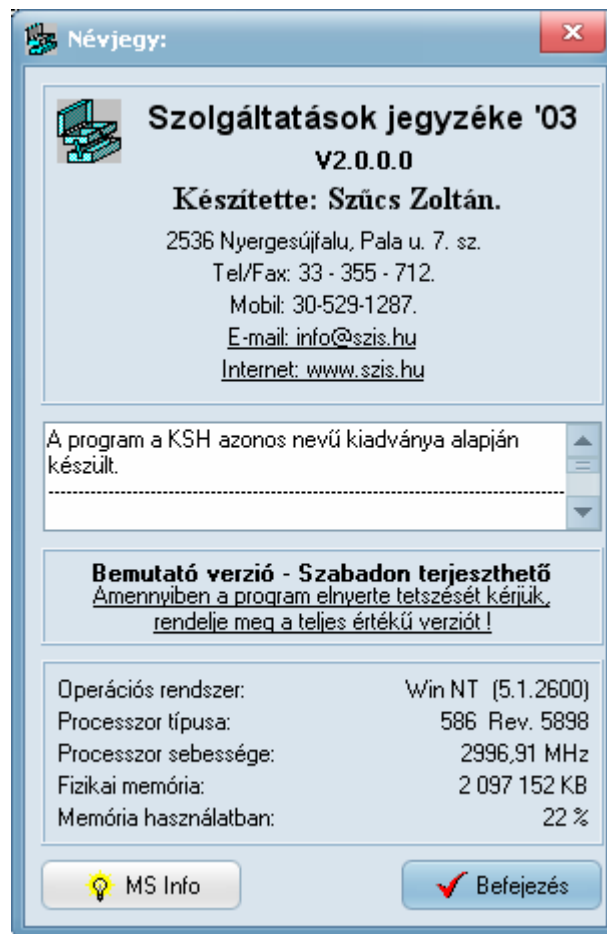 Névjegy:
Szolgáltatások jegyzéke '03
V2.0.0.0
Készítette: Szűcs Zoltán.
2536 Nyergesújfalu, Pala u. 7. sz.
Tel/Fax: 33 - 355 - 712.
Mobil: 30-529-1287.
E-mail: info@szis.hu
Internet: www.szis.hu
A program a KSH azonos nevű kiadványa alapján
készült.
Bemutató verzió - Szabadon terjeszthető
Amennyiben a program elnyerte tetszését kérjük,
rendelje meg a teljes értékű verziót !
Operációs rendszer: Win NT (5.1.2600)
Processzor típusa: 586 Rev. 5898
Processzor sebessége: 2996,91 MHz
Fizikai memória: 2 097 152 KB
Memória használatban: 22 %
MS Info Befejezés